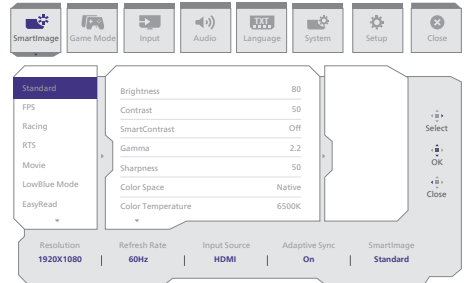 SmartImage Game Mode Input Audio Language System Setup Close
TXT
Standard
FPS
Racing
RTS
Movie
LowBlue Mode
EasyRead
Brightness 80
Contrast 50
SmartContrast Off
Gamma 2.2
Sharpness 50
Color Space Native
Color Temperature 6500K
Select
OK
Close
Resolution Refresh Rate Input Source Adaptive Sync SmartImage
1920X1080 | 60Hz | HDMI | On | Standard